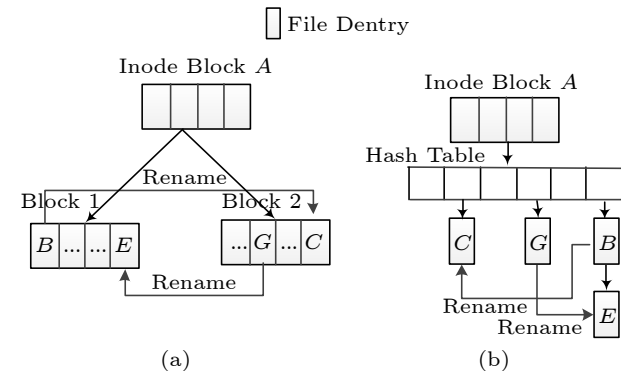 File Dentry
Inode Block A
Rename
Block 1
Block 2
B ... ... E
... G ... C
Rename
(a)
Inode Block A
Hash Table
C
G
B
Rename
Rename
E
(b)